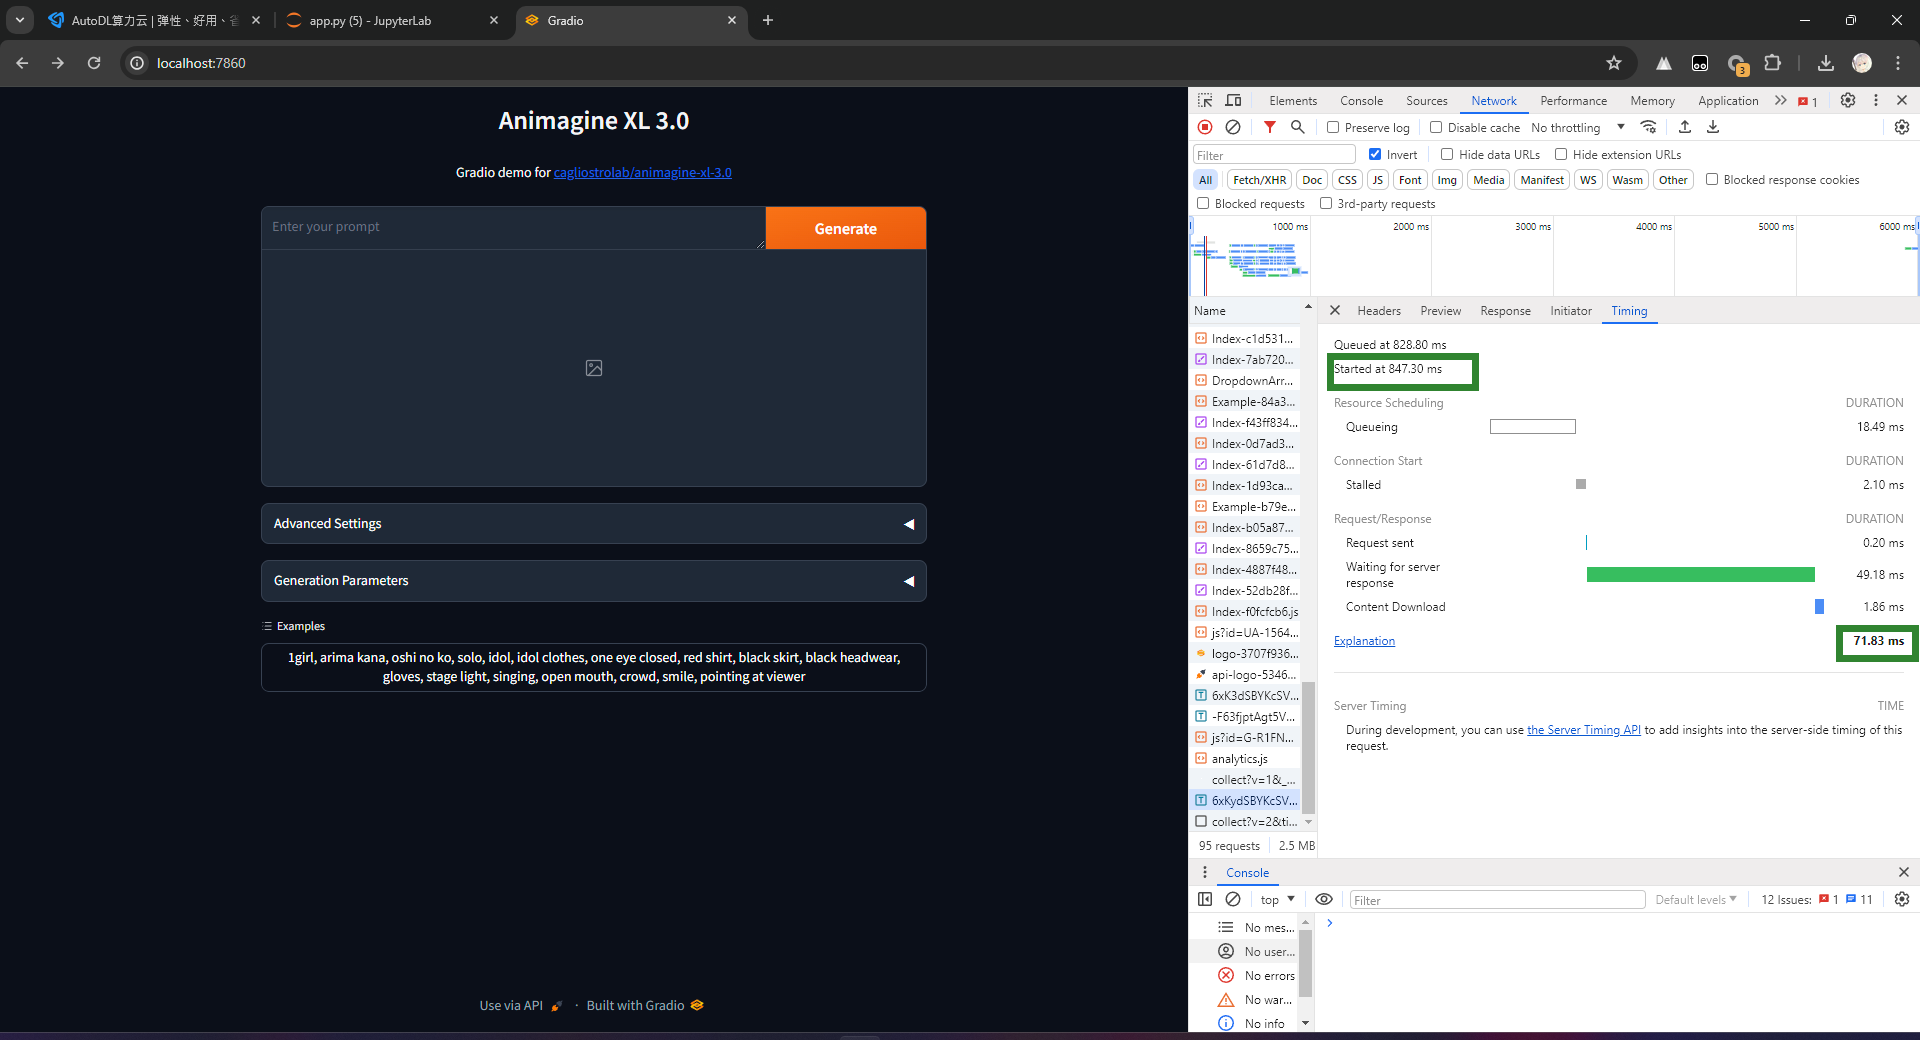 AutoDL算力云 | 弹性、好用、省
app.py (5) - JupyterLab
Gradio
localhost:7860
3
Animagine XL 3.0
Gradio demo for cagliostrolab/animagine-xl-3.0
Enter your prompt
Generate
Advanced Settings
Generation Parameters
Examples
1girl, arima kana, oshi no ko, solo, idol, idol clothes, one eye closed, red shirt, black skirt, black headwear,
gloves, stage light, singing, open mouth, crowd, smile, pointing at viewer
Use via API · Built with Gradio
Elements Console Sources Network Performance Memory Application 1
Preserve log Disable cache No throttling
Filter Invert Hide data URLs Hide extension URLs
All Fetch/XHR Doc CSS JS Font Img Media Manifest WS Wasm Other Blocked response cookies
Blocked requests 3rd-party requests
1000 ms 2000 ms 3000 ms 4000 ms 5000 ms 6000 ms
Name
Index-c1d531...
Index-7ab720...
DropdownArr...
Example-84a3...
Index-f43ff834...
Index-0d7ad3...
Index-61d7d8...
Index-1d93ca...
Example-b79e...
Index-b05a87...
Index-8659c75...
Index-4887f48...
Index-52db28f...
Index-f0fcfcb6.js
js?id=UA-1564...
logo-3707f936...
api-logo-5346...
6xK3dSBYKcSV...
-F63fjptAgt5V...
js?id=G-R1FN...
analytics.js
collect?v=1&_...
6xKydSBYKcSV...
collect?v=2&ti...
95 requests 2.5 MB
Headers Preview Response Initiator Timing
Queued at 828.80 ms
Started at 847.30 ms
Resource Scheduling DURATION
Queueing 18.49 ms
Connection Start DURATION
Stalled 2.10 ms
Request/Response DURATION
Request sent 0.20 ms
Waiting for server
response 49.18 ms
Content Download 1.86 ms
Explanation 71.83 ms
Server Timing TIME
During development, you can use the Server Timing API to add insights into the server-side timing of this
request.
Console
top Filter Default levels 12 Issues: 1 11
No mes...
No user...
No errors
No war...
No info